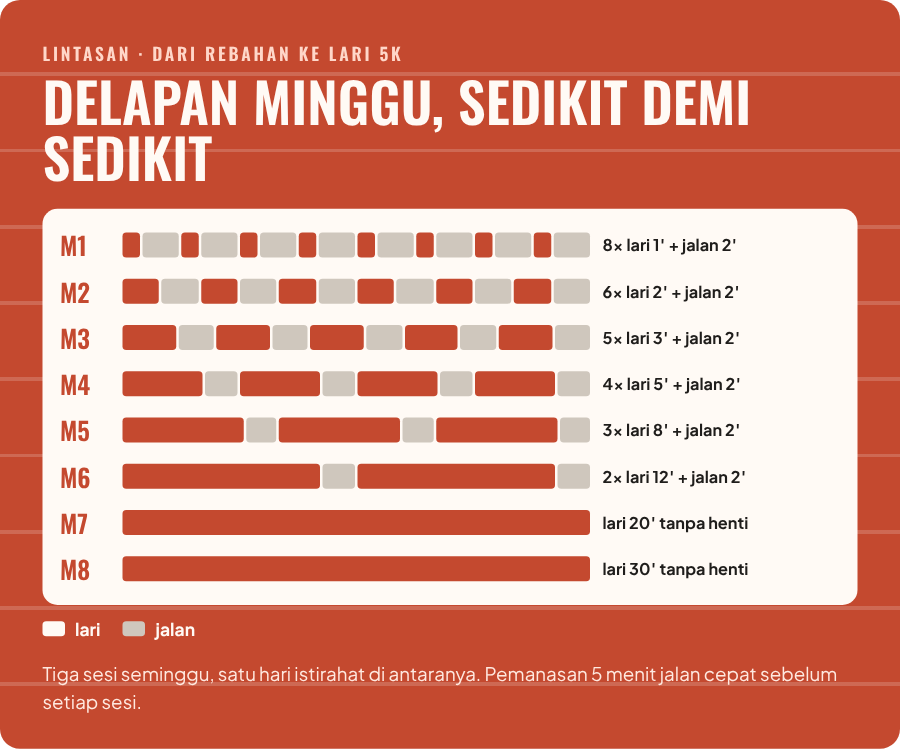 LINTASAN · DARI REBAHAN KE LARI 5K
DELAPAN MINGGU, SEDIKIT DEMI
SEDIKIT
M1 8× lari 1' + jalan 2'
M2 6× lari 2' + jalan 2'
M3 5× lari 3' + jalan 2'
M4 4× lari 5' + jalan 2'
M5 3× lari 8' + jalan 2'
M6 2× lari 12' + jalan 2'
M7 lari 20' tanpa henti
M8 lari 30' tanpa henti
lari jalan
Tiga sesi seminggu, satu hari istirahat di antaranya. Pemanasan 5 menit jalan cepat sebelum
setiap sesi.